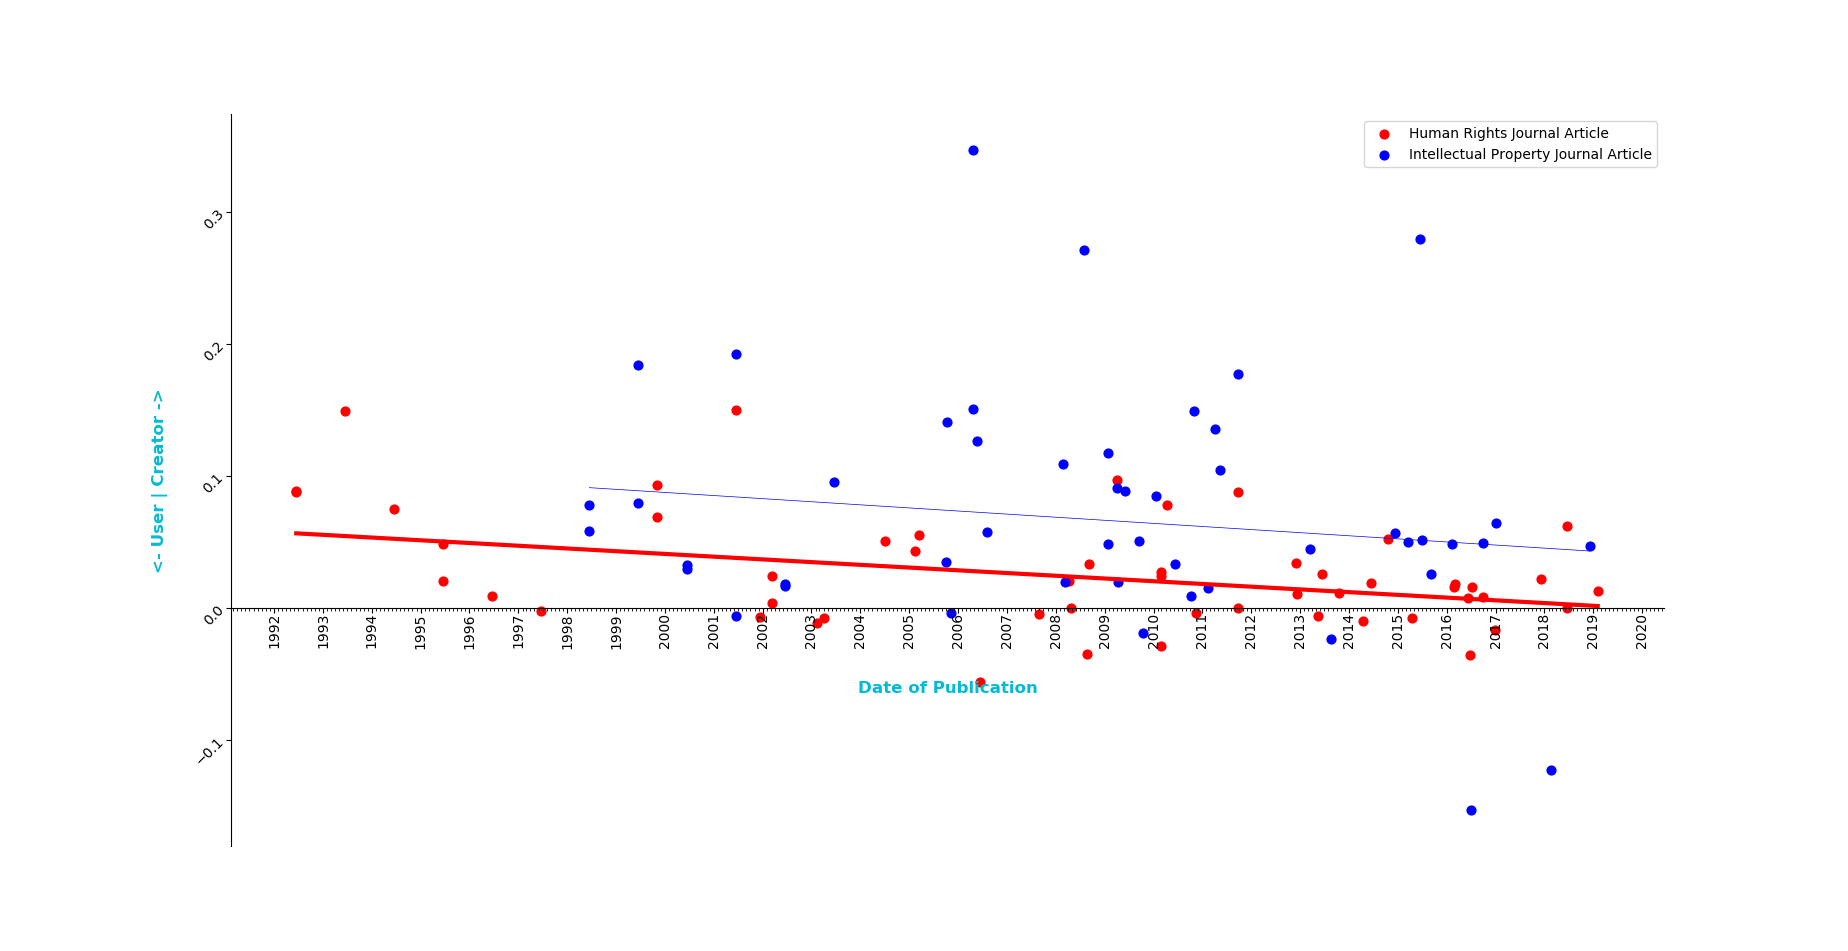 Human Rights Journal Article
Intellectual Property Journal Article
0.3
0.2
0.1
0.0
−0.1
<- User | Creator ->
1992 1993 1994 1995 1996 1997 1998 1999 2000 2001 2002 2003 2004 2005 2006 2007 2008 2009 2010 2011 2012 2013 2014 2015 2016 2017 2018 2019 2020
Date of Publication